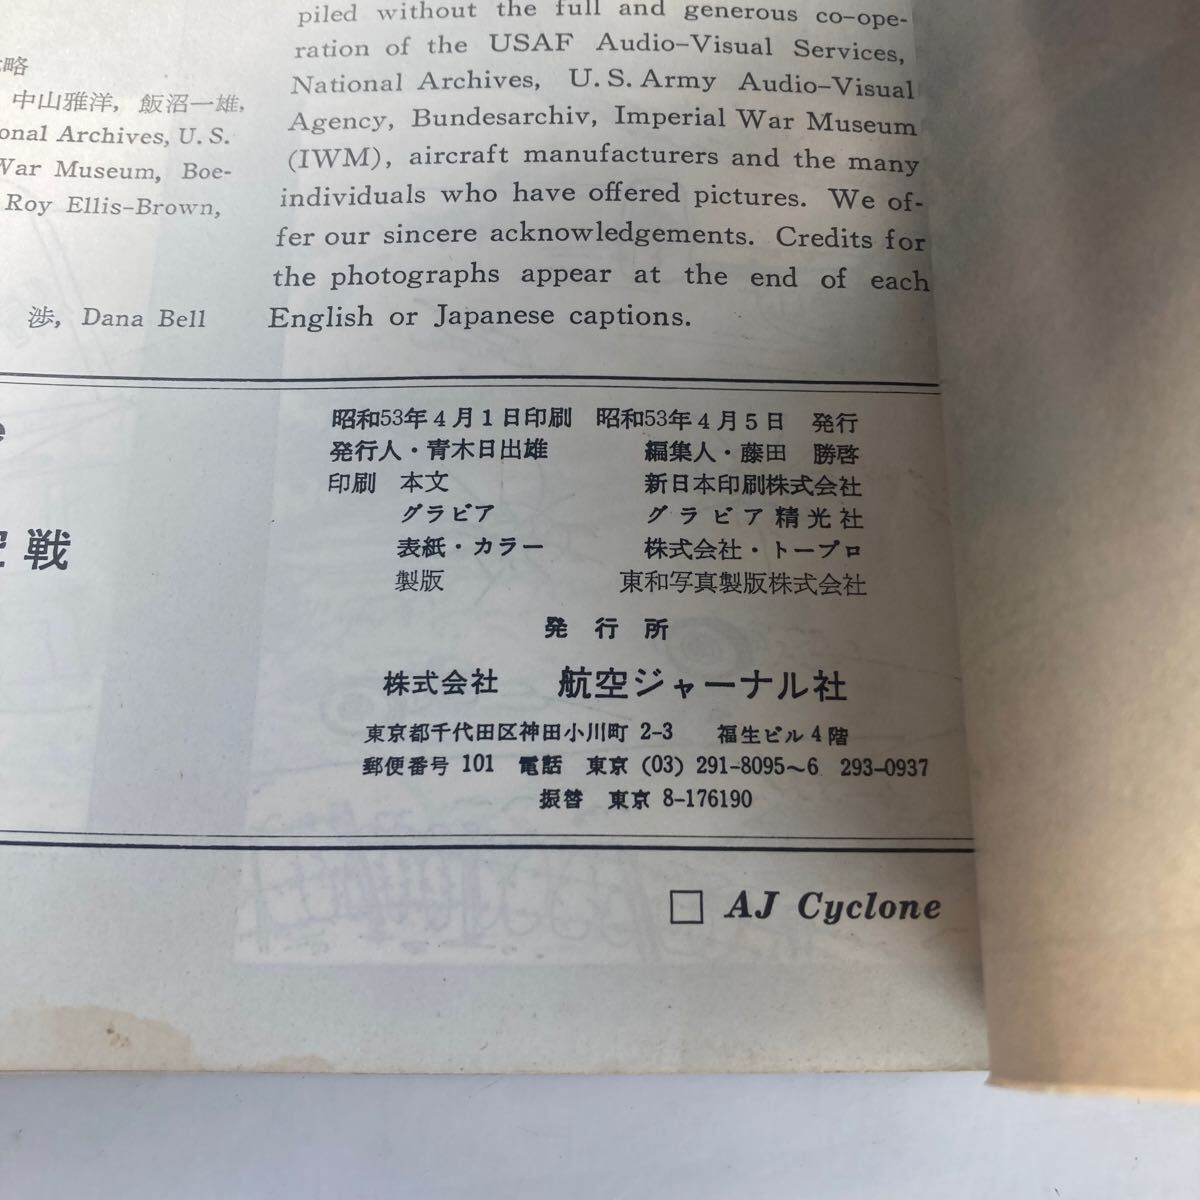 略
中山雅洋, 飯沼一雄,
onal Archives, U. S.
War Museum, Boe-
Roy Ellis-Brown,
渉, Dana Bell
piled without the full and generous co-ope-
ration of the USAF Audio-Visual Services,
National Archives, U. S. Army Audio-Visual
Agency, Bundesarchiv, Imperial War Museum
(IWM), aircraft manufacturers and the many
individuals who have offered pictures. We of-
fer our sincere acknowledgements. Credits for
the photographs appear at the end of each
English or Japanese captions.
空戦
昭和53年4月1日印刷 昭和53年4月5日 発行
発行人・青木日出雄 編集人・藤田 勝啓
印刷 本文 新日本印刷株式会社
グラビア グラビア精光社
表紙・カラー 株式会社・トープロ
製版 東和写真製版株式会社
発 行 所
株式会社 航空ジャーナル社
東京都千代田区神田小川町 2-3 福生ビル4階
郵便番号 101 電話 東京 (03) 291-8095~6 293-0937
振替 東京 8-176190
□ AJ Cyclone